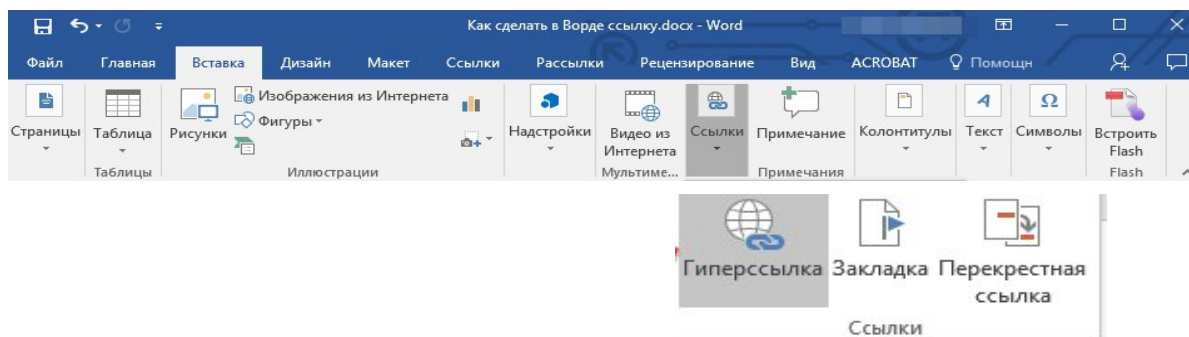 Как сделать в Ворде ссылку.docx - Word
Файл Главная Вставка Дизайн Макет Ссылки Рассылки Рецензирование Вид ACROBAT Помощн
Страницы Таблица Рисунки Изображения из Интернета Фигуры Надстройки Видео из Интернета Ссылки Примечание Колонтитулы Текст Символы Встроить Flash
Таблицы Иллюстрации Мультиме... Примечания Flash
Гиперссылка Закладка Перекрестная
ссылка
Ссылки